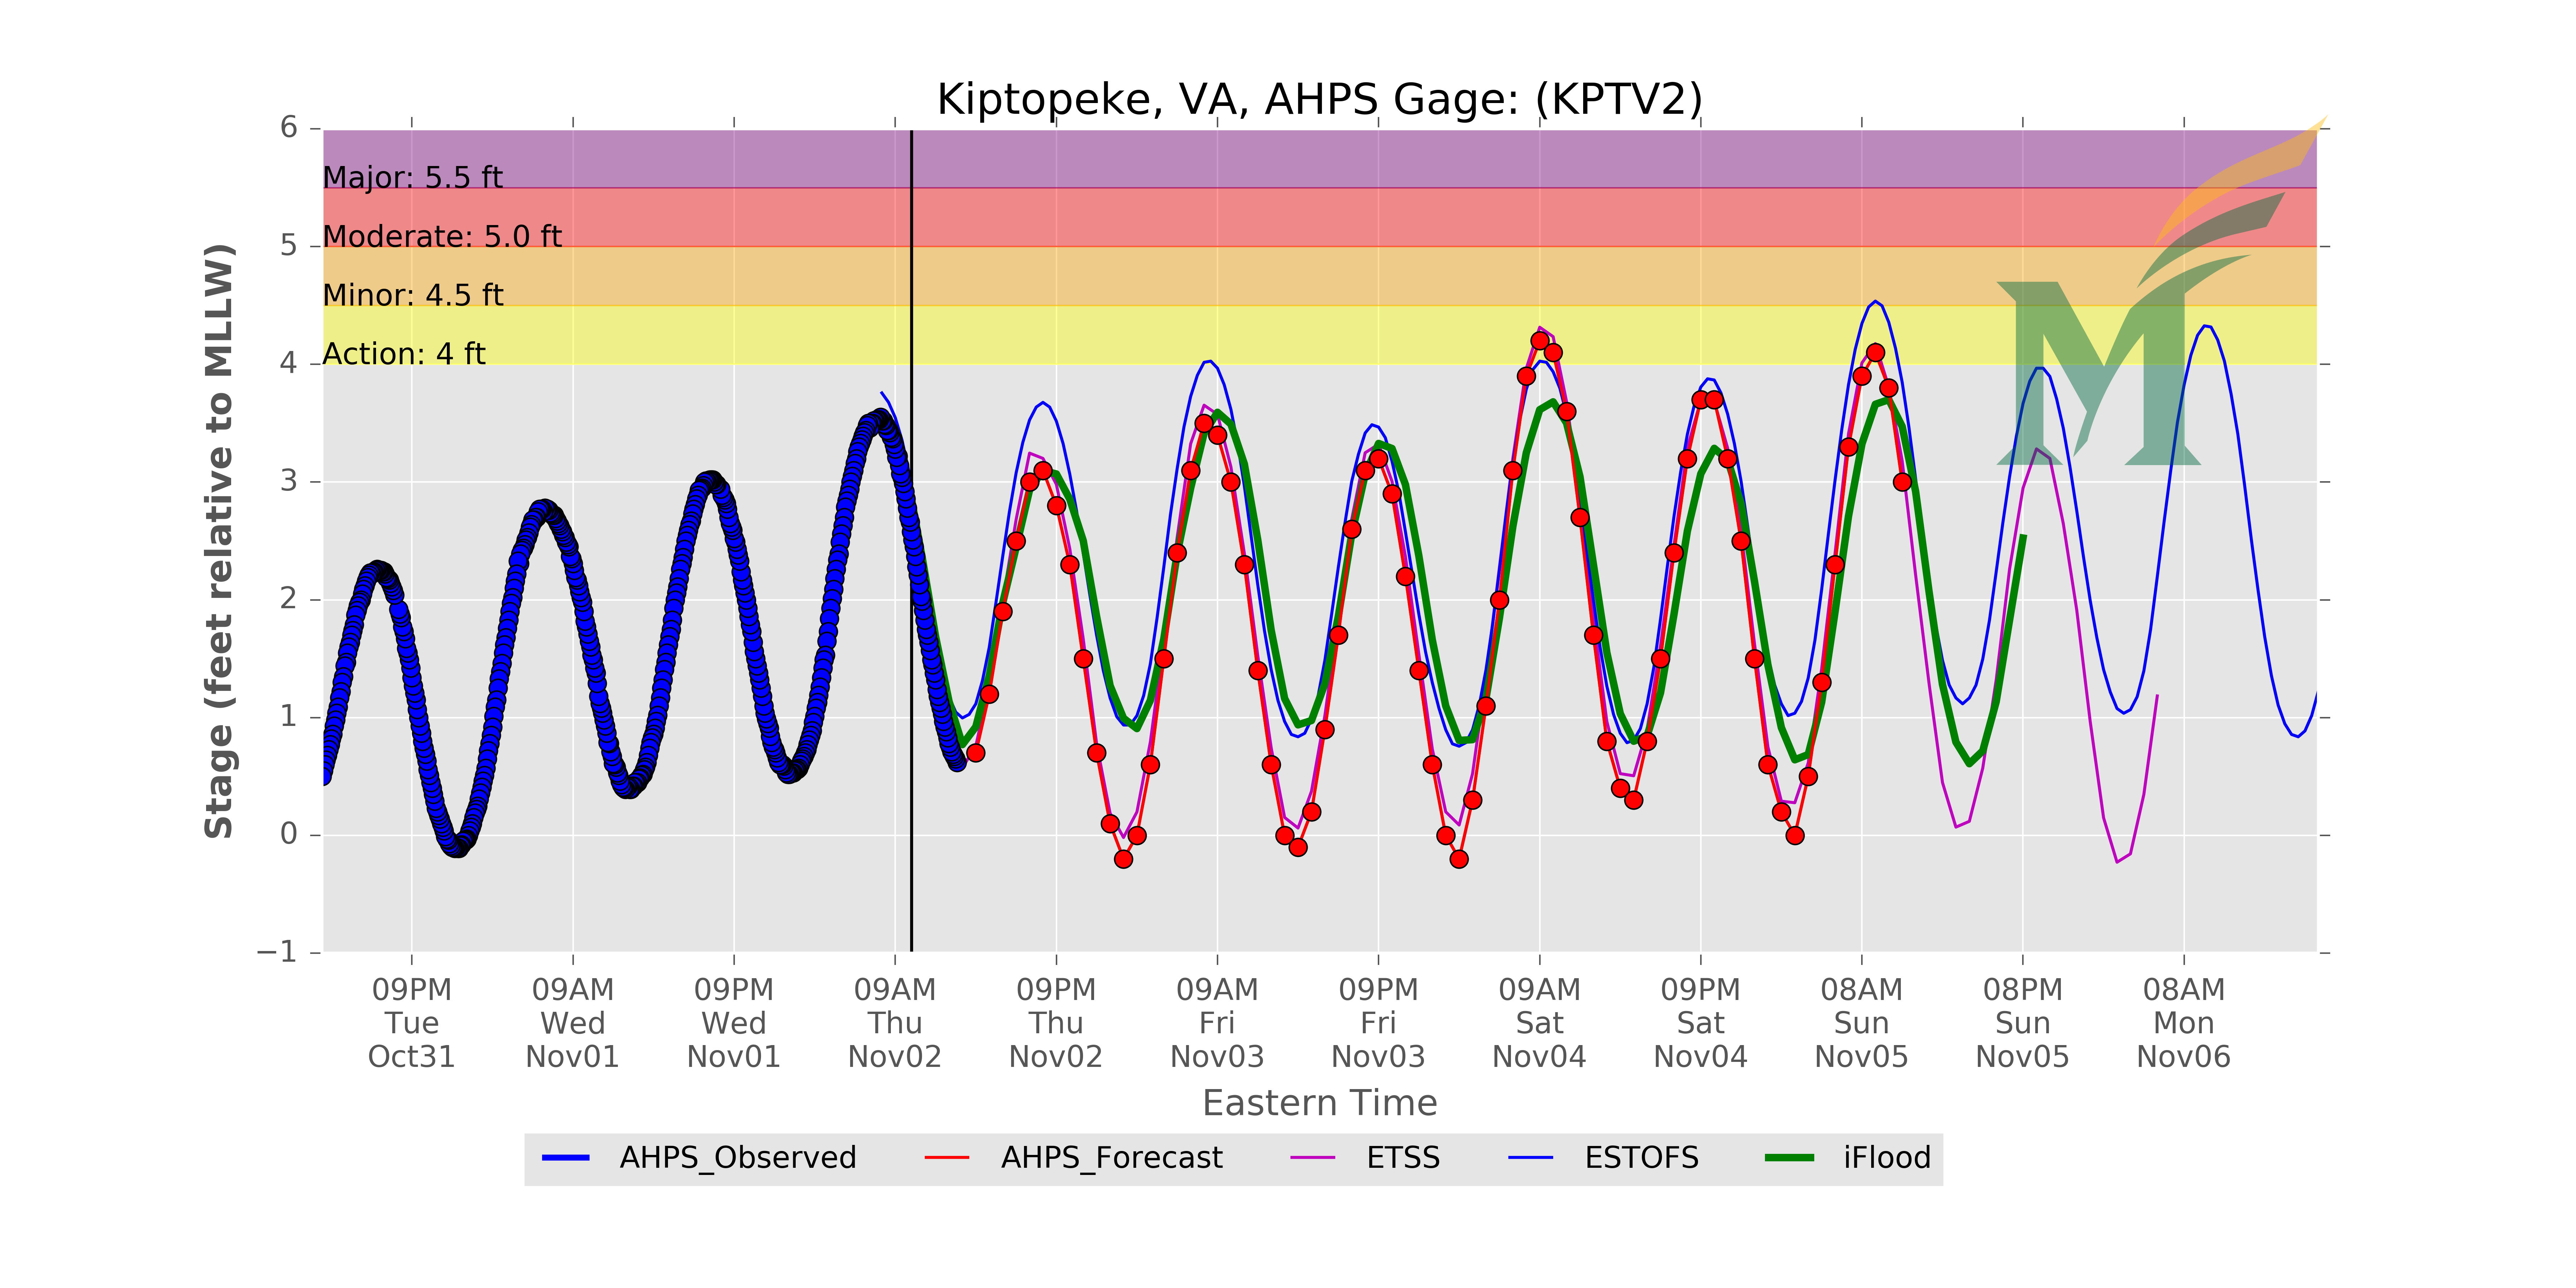 Kiptopeke, VA, AHPS Gage: (KPTV2)
6
5
4
3
2
1
0
−1
Stage (feet relative to MLLW)
Major: 5.5 ft
Moderate: 5.0 ft
Minor: 4.5 ft
Action: 4 ft
M
09PM
Tue
Oct31
09AM
Wed
Nov01
09PM
Wed
Nov01
09AM
Thu
Nov02
09PM
Thu
Nov02
09AM
Fri
Nov03
09PM
Fri
Nov03
09AM
Sat
Nov04
09PM
Sat
Nov04
08AM
Sun
Nov05
08PM
Sun
Nov05
08AM
Mon
Nov06
Eastern Time
AHPS_Observed AHPS_Forecast ETSS ESTOFS iFlood